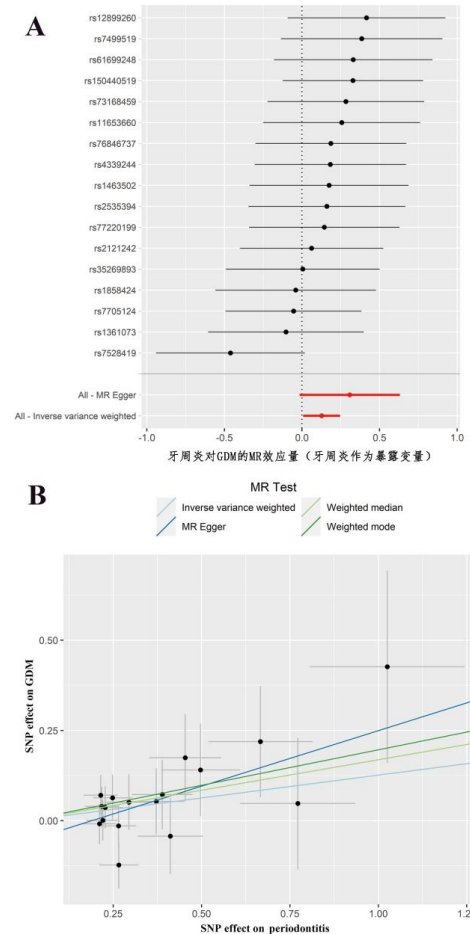 A
rs12899260
rs7499519
rs61699248
rs150440519
rs73168459
rs11653660
rs76846737
rs4339244
rs1463502
rs2535394
rs77220199
rs2121242
rs35269893
rs1858424
rs7705124
rs1361073
rs7528419
All - MR Egger
All - Inverse variance weighted
-1.0 -0.5 0.0 0.5 1.0
牙周炎对GDM的MR效应量（牙周炎作为暴露变量）
B
MR Test
Inverse variance weighted Weighted median
MR Egger Weighted mode
0.50
0.25
0.00
SNP effect on GDM
0.25 0.50 0.75 1.00 1.25
SNP effect on periodontitis